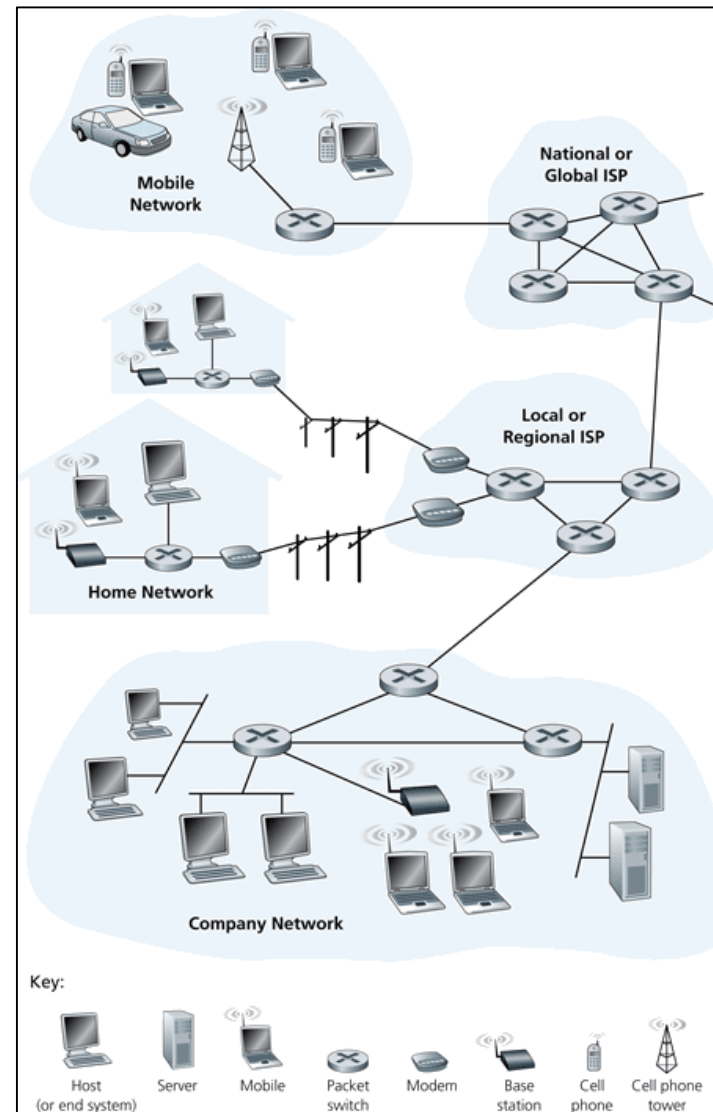 Mobile
Network
National or
Global ISP
Local or
Regional ISP
Home Network
Company Network
Key:
Host
(or end system)
Server
Mobile
Packet
switch
Modem
Base
station
Cell
phone
Cell phone
tower